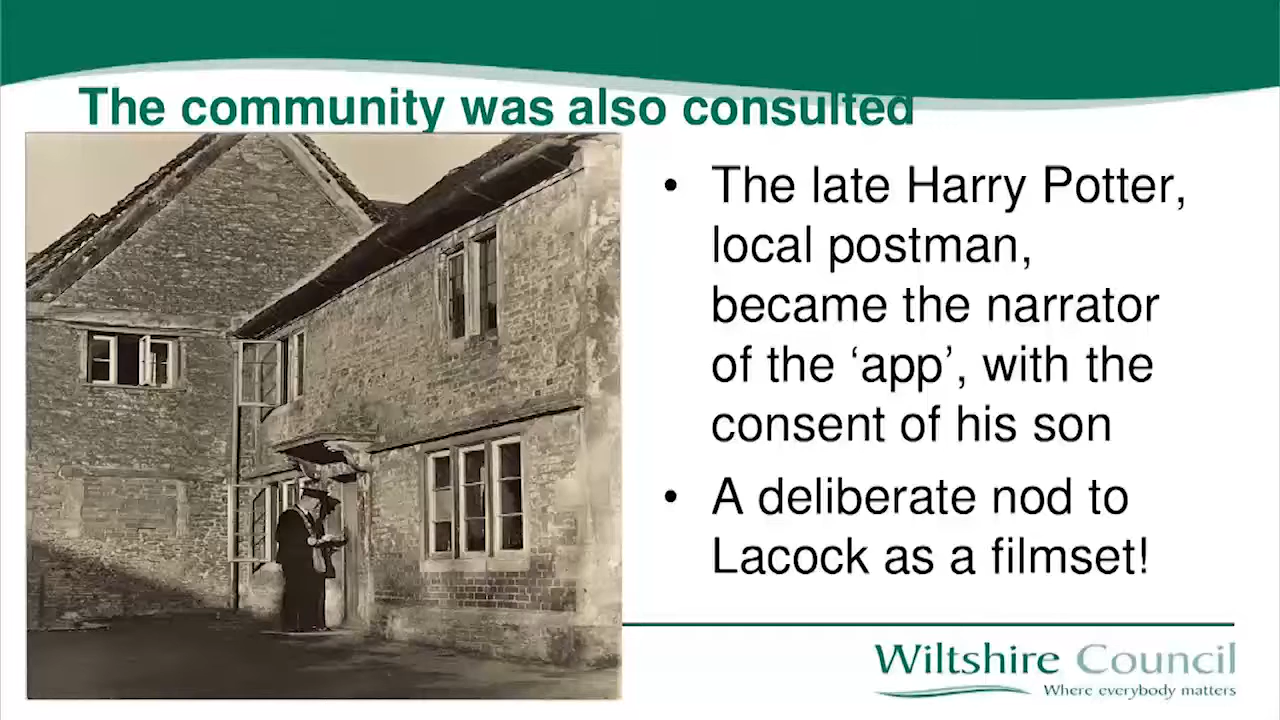 The community was also consulted
• The late Harry Potter,
local postman,
became the narrator
of the ‘app’, with the
consent of his son
• A deliberate nod to
Lacock as a filmset!
Wiltshire Council
Where everybody matters